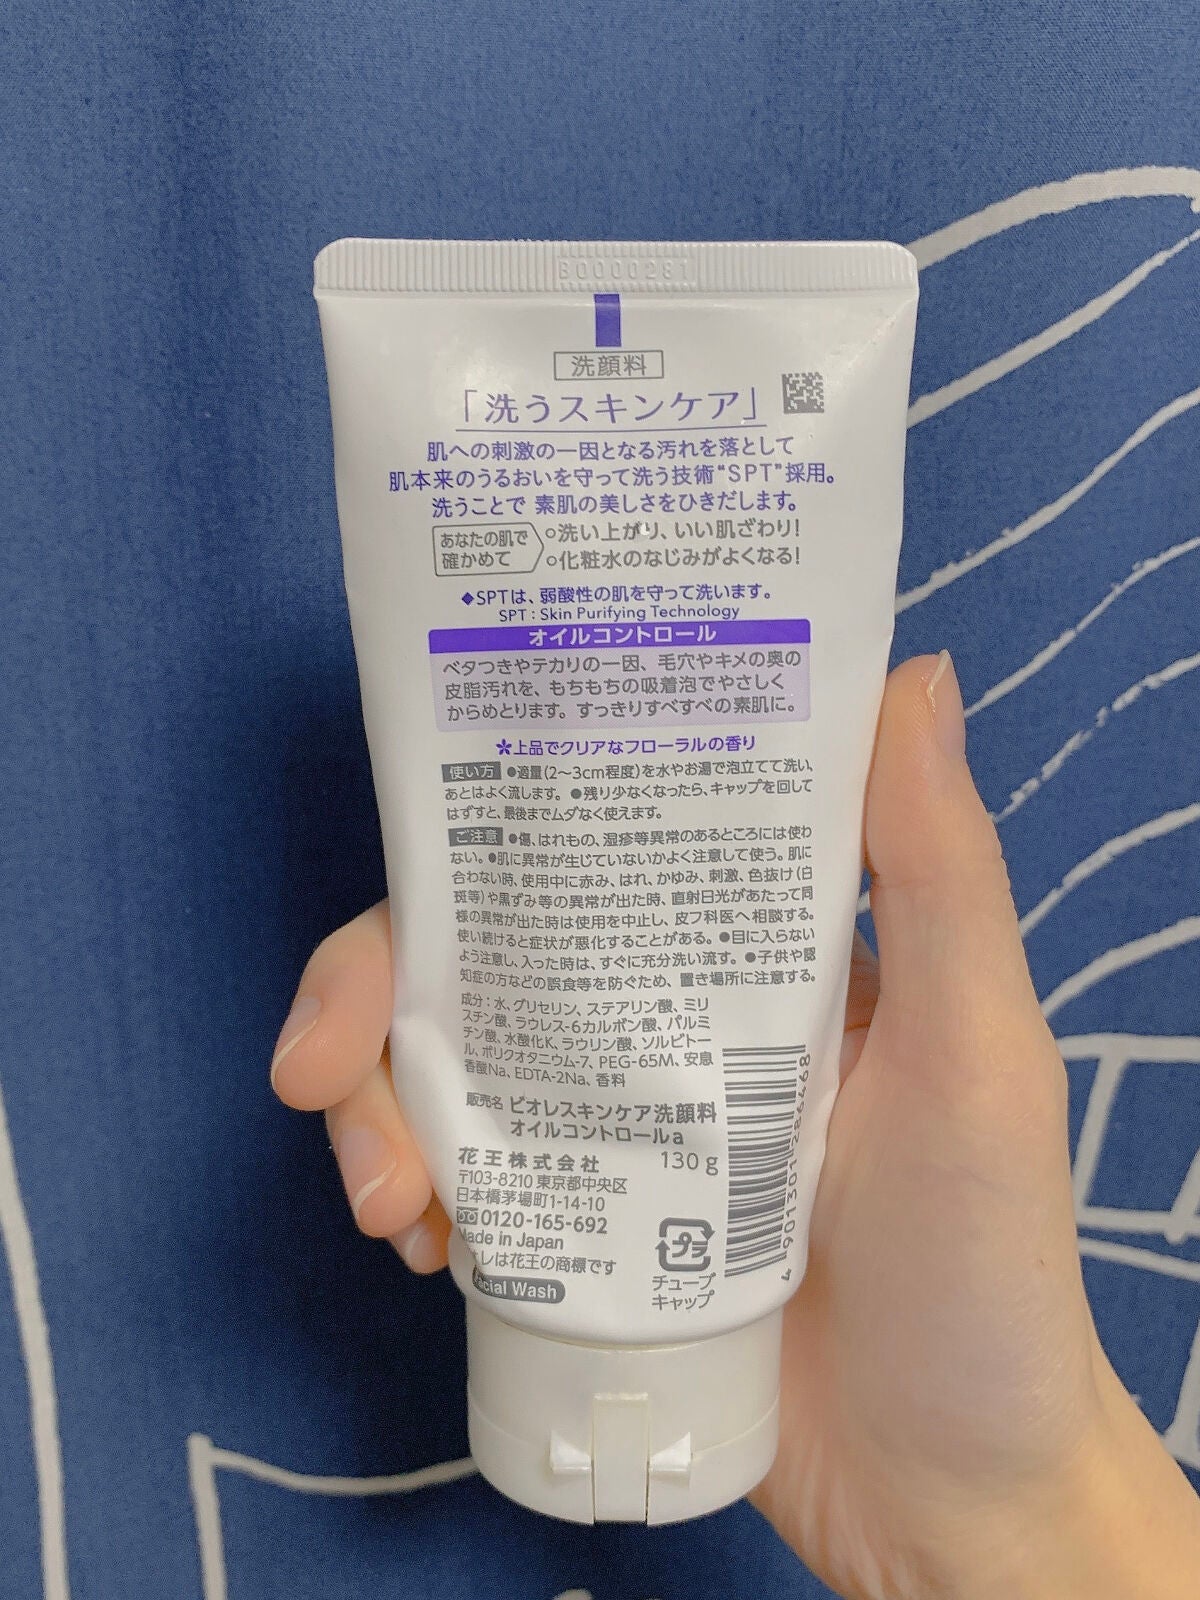 B0000281
洗顔料
「洗うスキンケア」
肌への刺激の一因となる汚れを落として
肌本来のうるおいを守って洗う技術“SPT”採用。
洗うことで 素肌の美しさをひきだします。
あなたの肌で
確かめて
○洗い上がり、いい肌ざわり!
○化粧水のなじみがよくなる!
◆SPTは、弱酸性の肌を守って洗います。
SPT : Skin Purifying Technology
オイルコントロール
ベタつきやテカリの一因、毛穴やキメの奥の
皮脂汚れを、もちもちの吸着泡でやさしく
からめとります。すっきりすべすべの素肌に。
上品でクリアなフローラルの香り
使い方 ●適量(2〜3cm程度)を水やお湯で泡立てて洗い、
あとはよく流します。●残り少なくなったら、キャップを回して
はずすと、最後までムダなく使えます。
ご注意 ●傷、はれもの、湿疹等異常のあるところには使わ
ない。●肌に異常が生じていないかよく注意して使う。肌に
合わない時、使用中に赤み、はれ、かゆみ、刺激、色抜け(白
斑等)や黒ずみ等の異常が出た時、直射日光があたって同
様の異常が出た時は使用を中止し、皮フ科医へ相談する。
使い続けると症状が悪化することがある。●目に入らない
よう注意し、入った時は、すぐに充分洗い流す。●子供や認
知症の方などの誤食等を防ぐため、置き場所に注意する。
成分：水、グリセリン、ステアリン酸、ミリ
スチン酸、ラウレス-6カルボン酸、パルミ
チン酸、水酸化K、ラウリン酸、ソルビトー
ル、ポリクオタニウム-7、PEG-65M、安息
香酸Na、EDTA-2Na、香料
販売名 ビオレスキンケア洗顔料
オイルコントロールa
花王株式会社 130g
〒103-8210 東京都中央区
日本橋茅場町1-14-10
0120-165-692
Made in Japan
レは花王の商標です
cial Wash
プラ
チューブ
キャップ
4901301286468